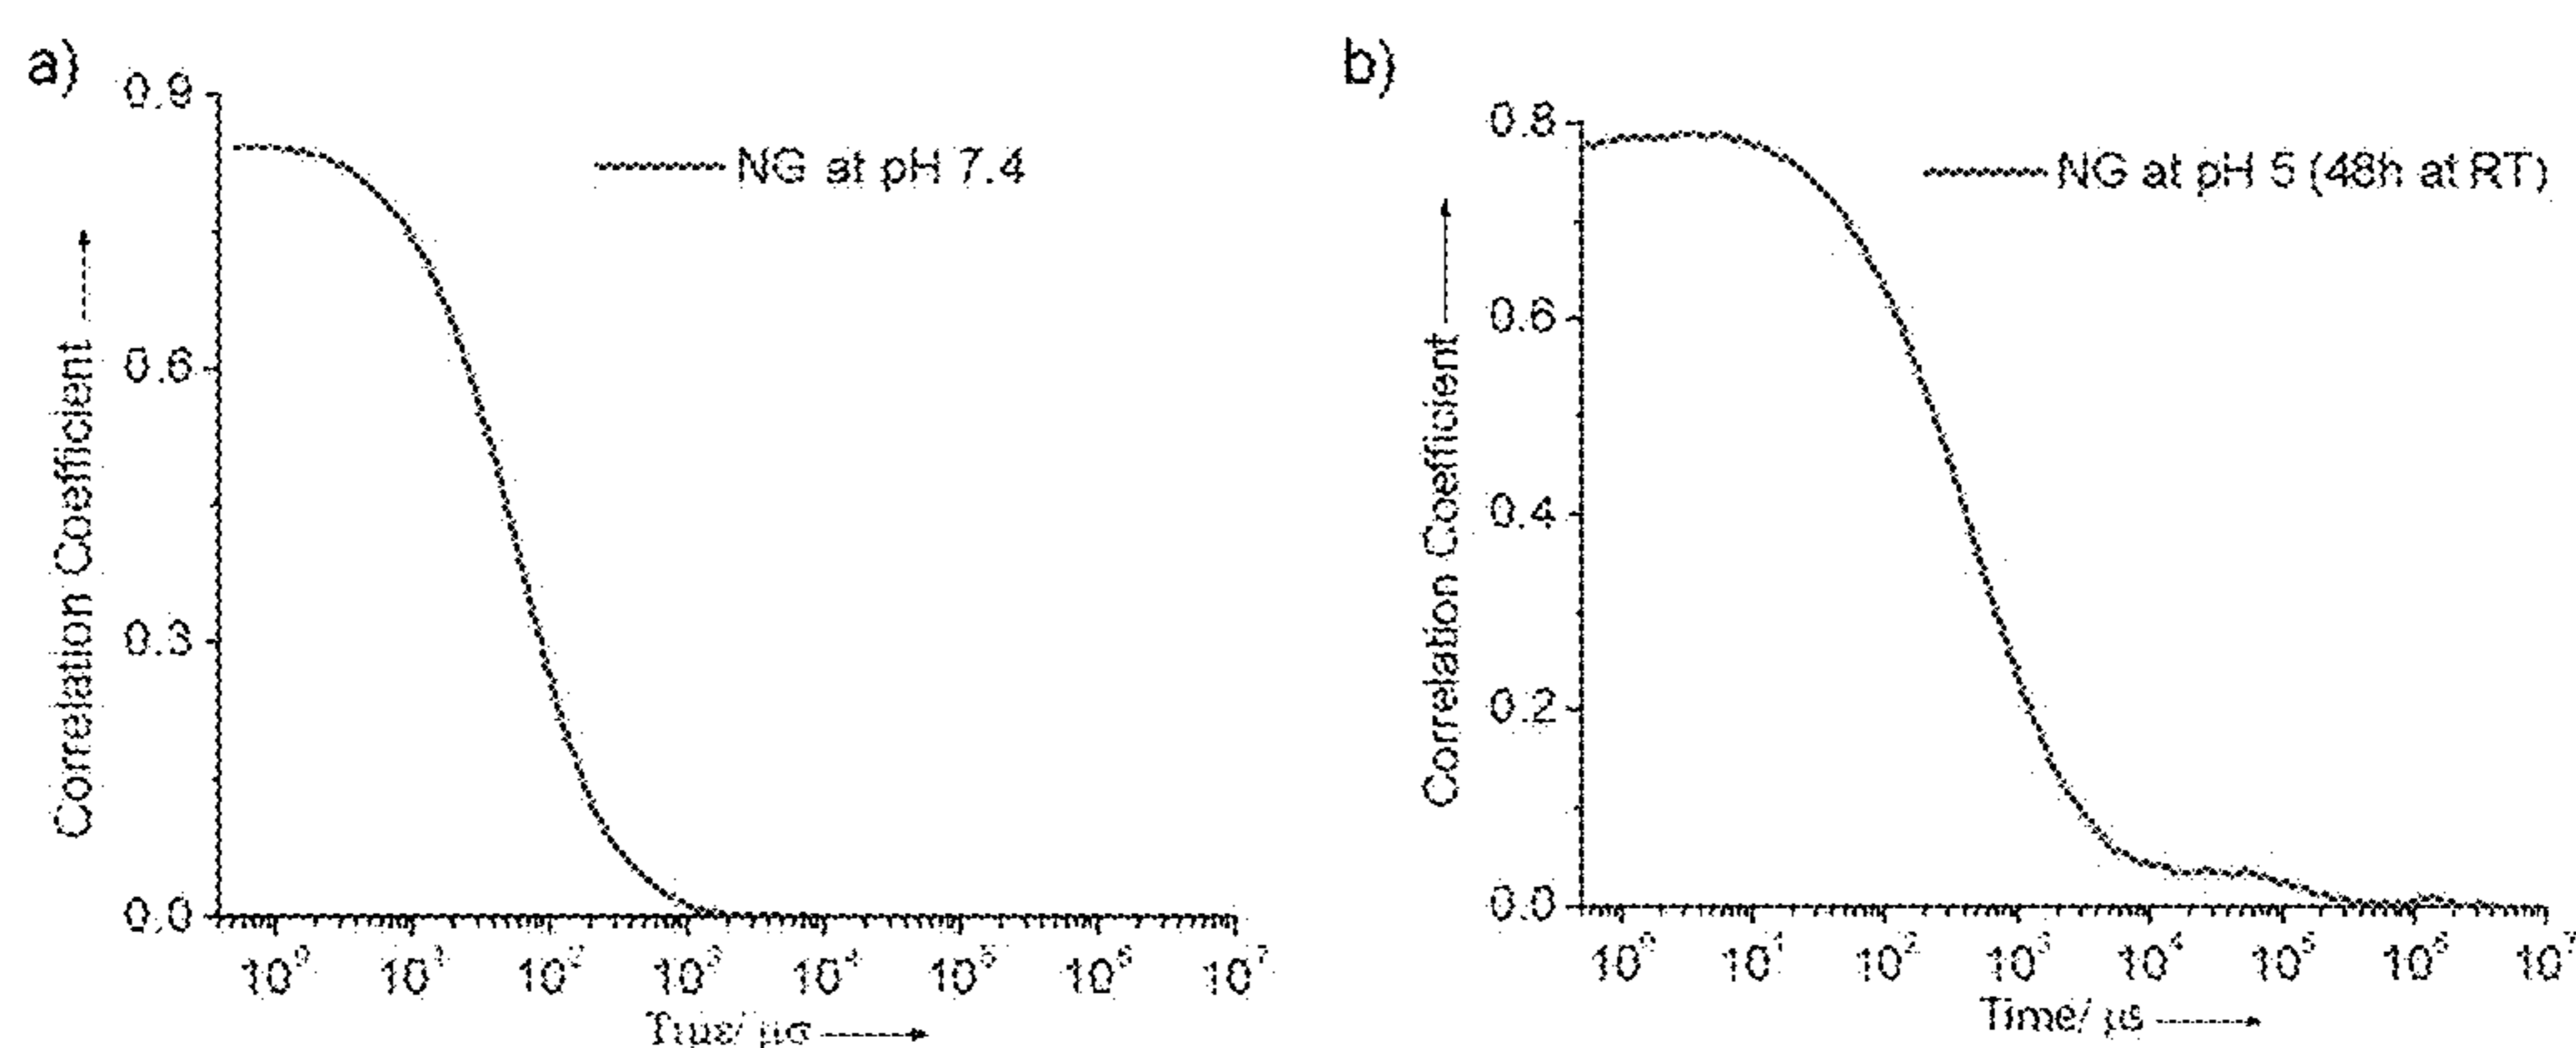 a)
0.9
0.6
0.3
0.0
Correlation Coefficient
NG at pH 7.4
10⁰ 10¹ 10² 10³ 10⁴ 10⁵ 10⁶ 10⁷
Τιμε/ μσ
b)
0.8
0.6
0.4
0.2
0.0
Correlation Coefficient
NG at pH 5 (48h at RT)
10⁰ 10¹ 10² 10³ 10⁴ 10⁵ 10⁶ 10⁷
Time/ μs